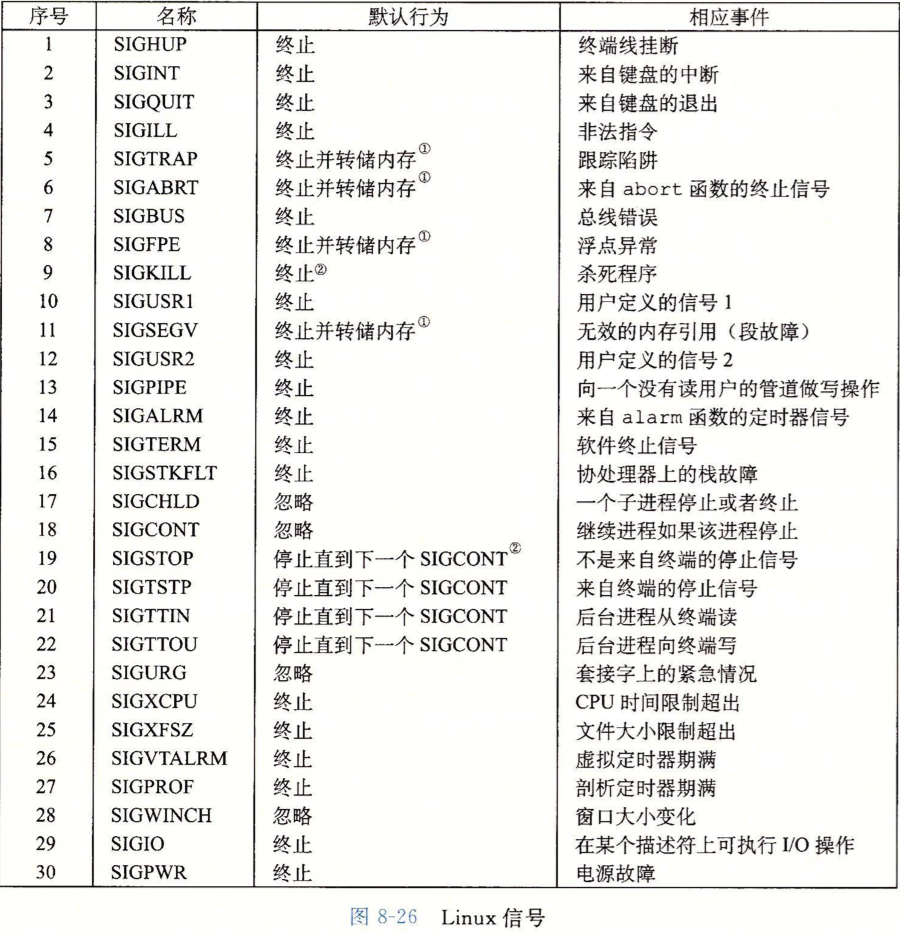 序号 名称 默认行为 相应事件
1 SIGHUP 终止 终端线挂断
2 SIGINT 终止 来自键盘的中断
3 SIGQUIT 终止 来自键盘的退出
4 SIGILL 终止 非法指令
5 SIGTRAP 终止并转储内存① 跟踪陷阱
6 SIGABRT 终止并转储内存① 来自 abort 函数的终止信号
7 SIGBUS 终止 总线错误
8 SIGFPE 终止并转储内存① 浮点异常
9 SIGKILL 终止② 杀死程序
10 SIGUSR1 终止 用户定义的信号 1
11 SIGSEGV 终止并转储内存① 无效的内存引用（段故障）
12 SIGUSR2 终止 用户定义的信号 2
13 SIGPIPE 终止 向一个没有读用户的管道做写操作
14 SIGALRM 终止 来自 alarm 函数的定时器信号
15 SIGTERM 终止 软件终止信号
16 SIGSTKFLT 终止 协处理器上的栈故障
17 SIGCHLD 忽略 一个子进程停止或者终止
18 SIGCONT 忽略 继续进程如果该进程停止
19 SIGSTOP 停止直到下一个 SIGCONT② 不是来自终端的停止信号
20 SIGTSTP 停止直到下一个 SIGCONT 来自终端的停止信号
21 SIGTTIN 停止直到下一个 SIGCONT 后台进程从终端读
22 SIGTTOU 停止直到下一个 SIGCONT 后台进程向终端写
23 SIGURG 忽略 套接字上的紧急情况
24 SIGXCPU 终止 CPU 时间限制超出
25 SIGXFSZ 终止 文件大小限制超出
26 SIGVTALRM 终止 虚拟定时器期满
27 SIGPROF 终止 剖析定时器期满
28 SIGWINCH 忽略 窗口大小变化
29 SIGIO 终止 在某个描述符上可执行 I/O 操作
30 SIGPWR 终止 电源故障
图 8-26 Linux 信号